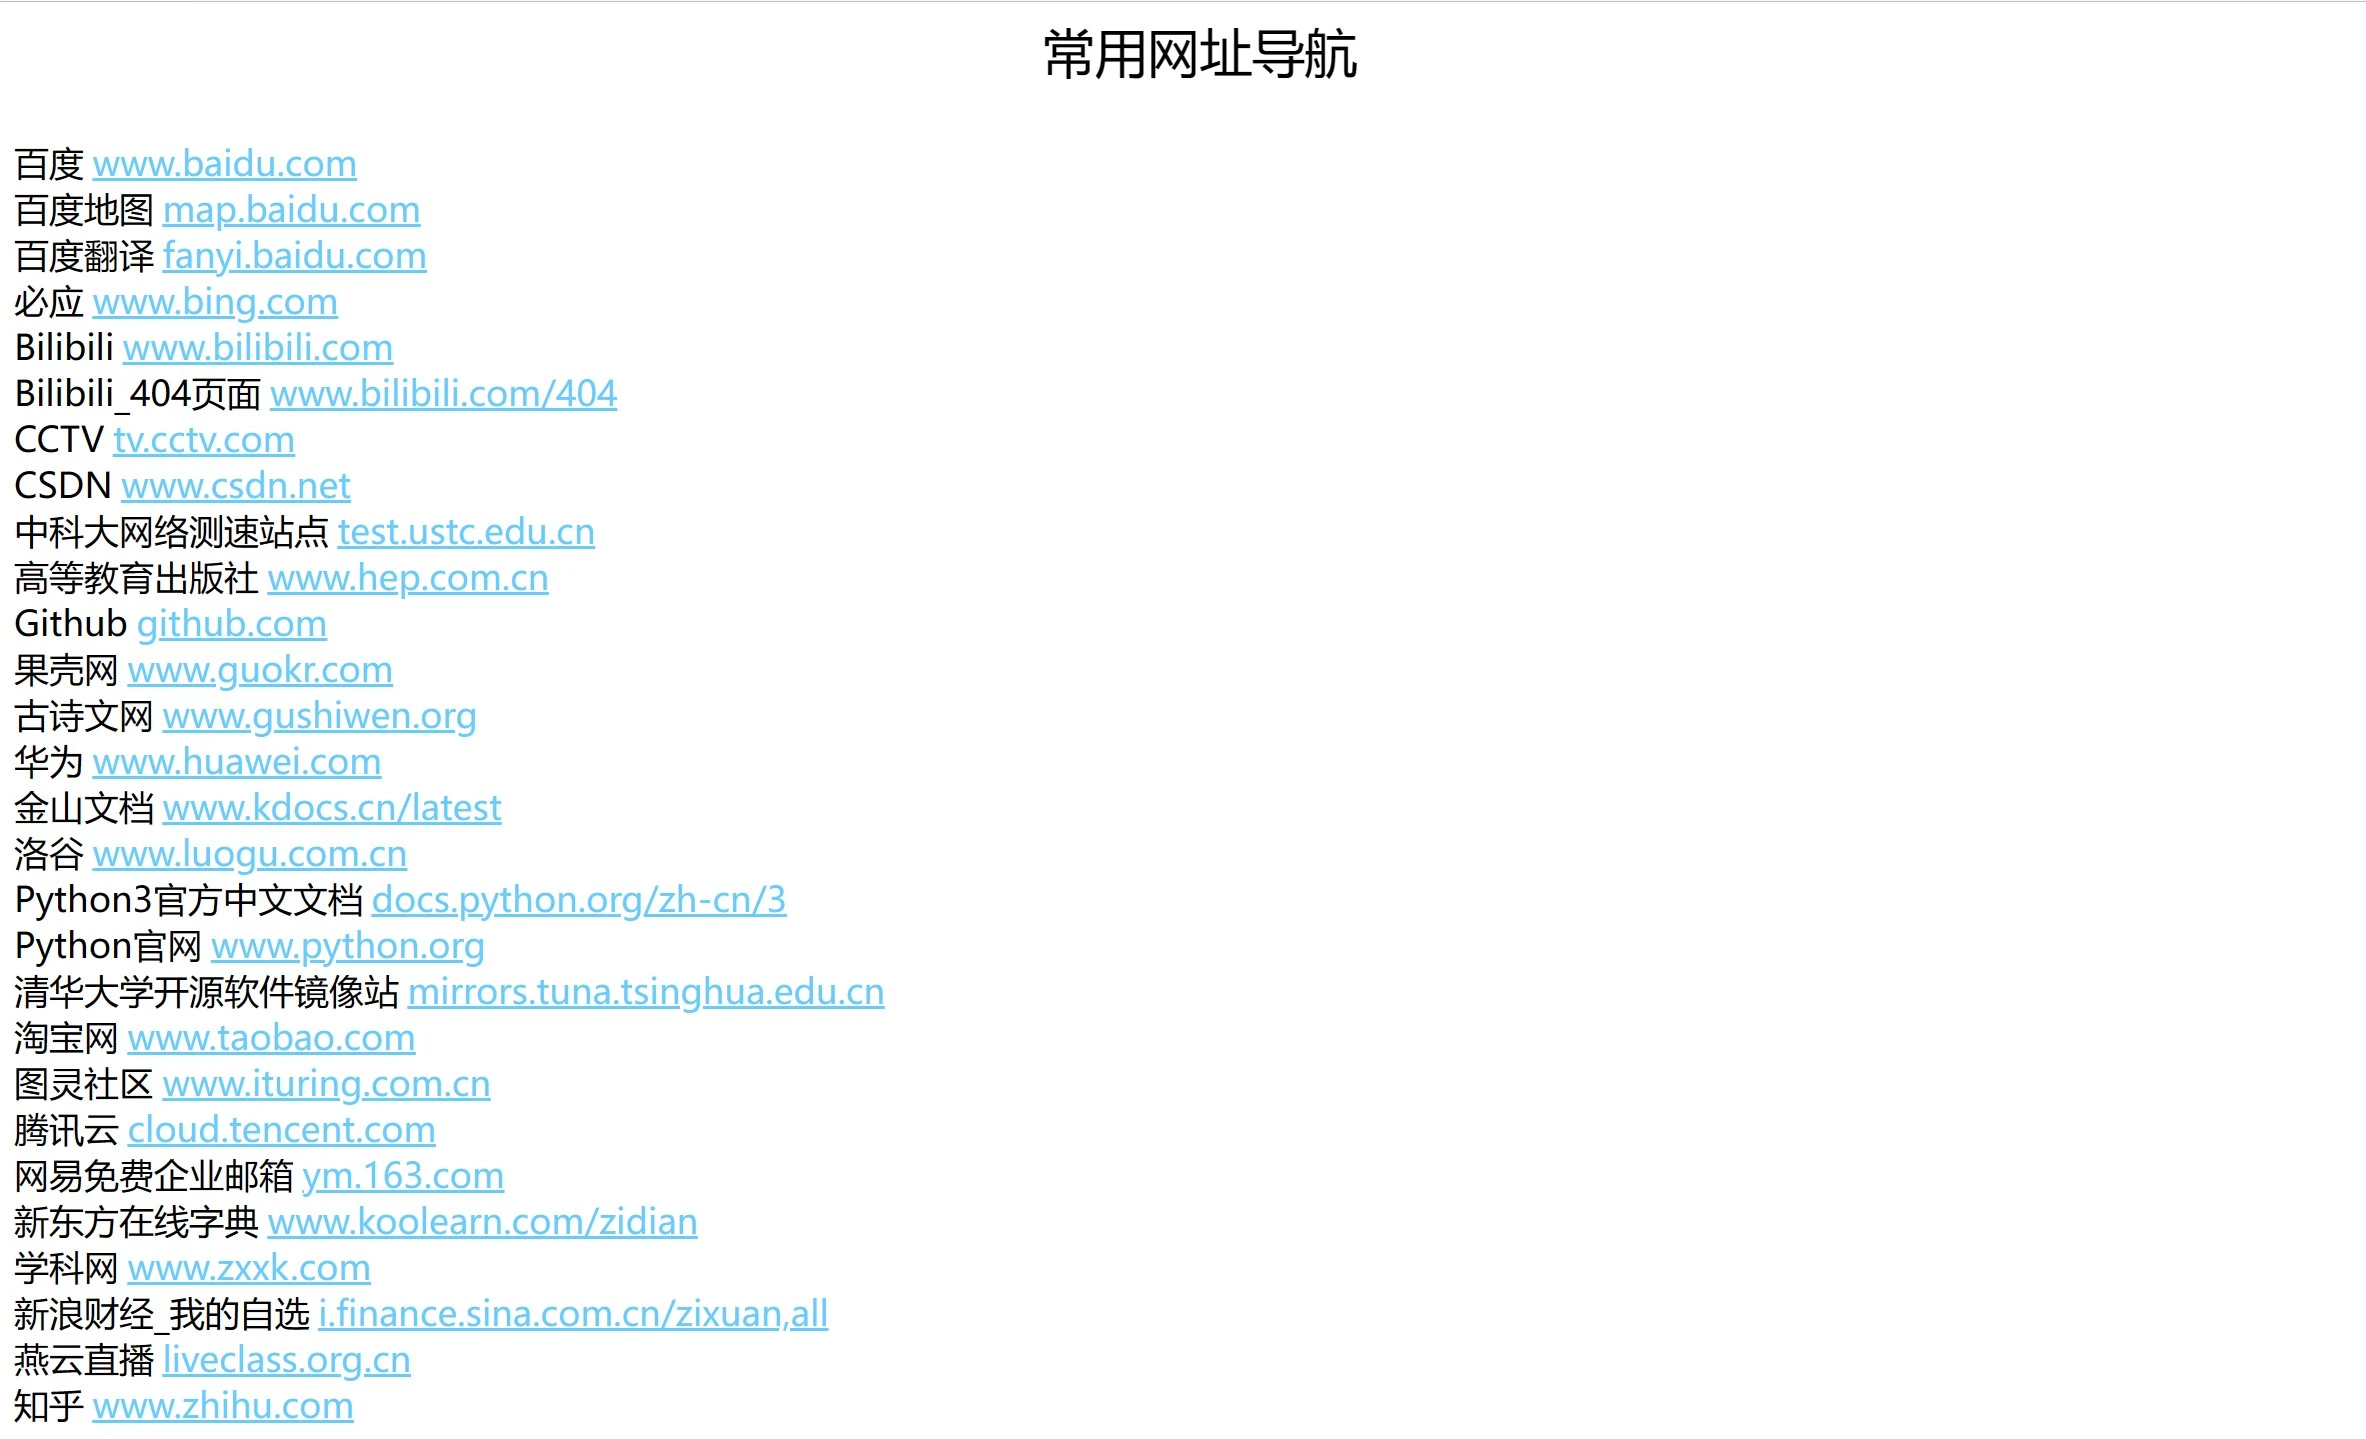 常用网址导航
百度 www.baidu.com
百度地图 map.baidu.com
百度翻译 fanyi.baidu.com
必应 www.bing.com
Bilibili www.bilibili.com
Bilibili_404页面 www.bilibili.com/404
CCTV tv.cctv.com
CSDN www.csdn.net
中科大网络测速站点 test.ustc.edu.cn
高等教育出版社 www.hep.com.cn
Github github.com
果壳网 www.guokr.com
古诗文网 www.gushiwen.org
华为 www.huawei.com
金山文档 www.kdocs.cn/latest
洛谷 www.luogu.com.cn
Python3官方中文文档 docs.python.org/zh-cn/3
Python官网 www.python.org
清华大学开源软件镜像站 mirrors.tuna.tsinghua.edu.cn
淘宝网 www.taobao.com
图灵社区 www.ituring.com.cn
腾讯云 cloud.tencent.com
网易免费企业邮箱 ym.163.com
新东方在线字典 www.koolearn.com/zidian
学科网 www.zxxk.com
新浪财经_我的自选 i.finance.sina.com.cn/zixuan,all
燕云直播 liveclass.org.cn
知乎 www.zhihu.com